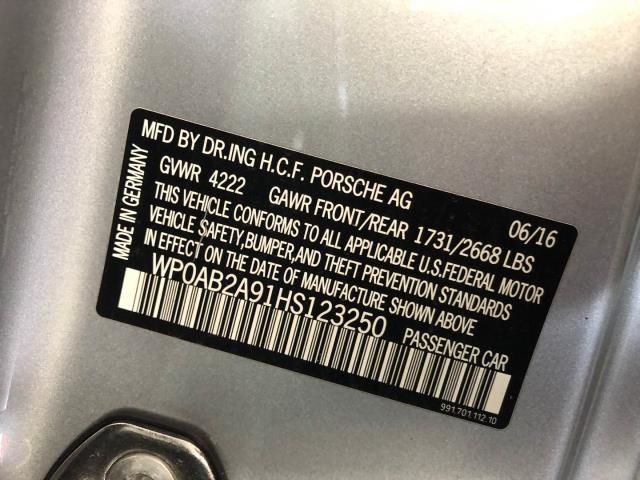 MFD BY DR.ING H.C.F. PORSCHE AG 06/16
GVWR 4222 GAWR FRONT/REAR 1731/2668 LBS
THIS VEHICLE CONFORMS TO ALL APPLICABLE U.S.FEDERAL MOTOR
VEHICLE SAFETY,BUMPER,AND THEFT PREVENTION STANDARDS
IN EFFECT ON THE DATE OF MANUFACTURE SHOWN ABOVE
WP0AB2A91HS123250 PASSENGER CAR
991.701.112.10
MADE IN GERMANY